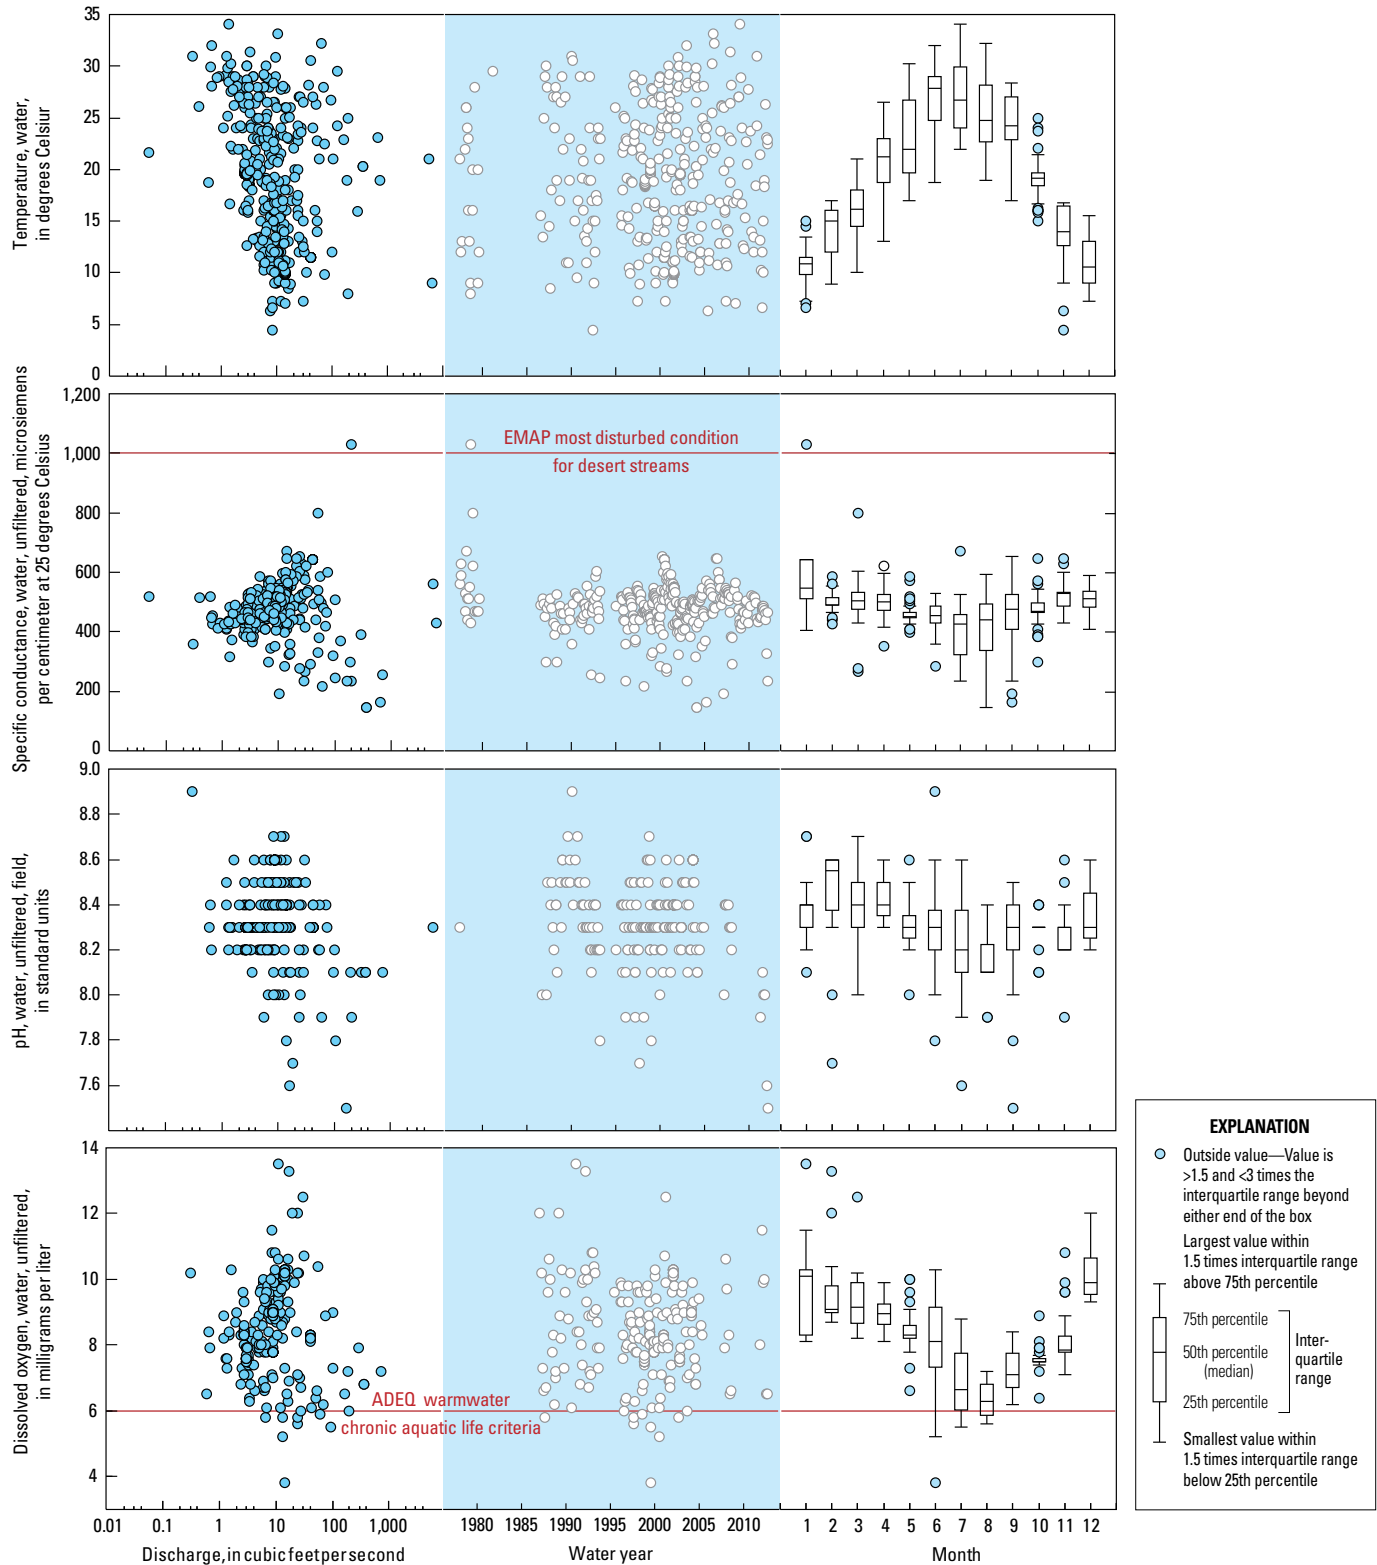 Temperature, water,
in degrees Celsiur
35
30
25
20
15
10
5
0
Specific conductance, water, unfiltered, microsiemens
per centimeter at 25 degrees Celsius
1,200
1,000
800
600
400
200
0
EMAP most disturbed condition
for desert streams
pH, water, unfiltered, field,
in standard units
9.0
8.8
8.6
8.4
8.2
8.0
7.8
7.6
Dissolved oxygen, water, unfiltered,
in milligrams per liter
14
12
10
8
6
4
ADEQ warmwater
chronic aquatic life criteria
0.01 0.1 1 10 100 1,000
Discharge, in cubic feet per second
1980 1985 1990 1995 2000 2005 2010
Water year
1 2 3 4 5 6 7 8 9 10 11 12
Month
EXPLANATION
Outside value—Value is
>1.5 and <3 times the
interquartile range beyond
either end of the box
Largest value within
1.5 times interquartile range
above 75th percentile
75th percentile
50th percentile
(median)
25th percentile
Inter-
quartile
range
Smallest value within
1.5 times interquartile range
below 25th percentile